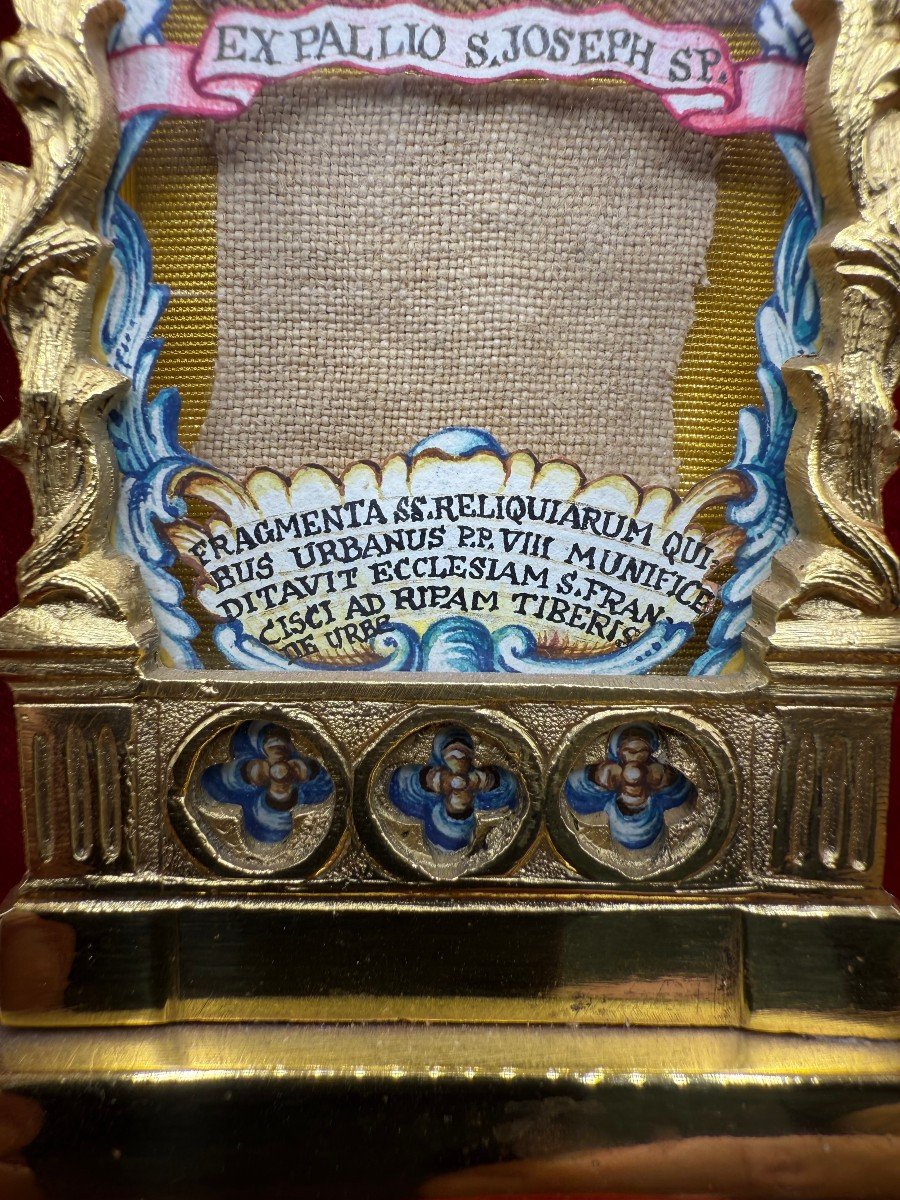 EX PALLIO S. JOSEPH SP.
FRAGMENTA SS. RELIQUIARUM QUI-
BUS URBANUS P.P. VIII MUNIFICE
DITAVIT ECCLESIAM S. FRAN-
CISCI AD RIPAM TIBERIS
DE URBE